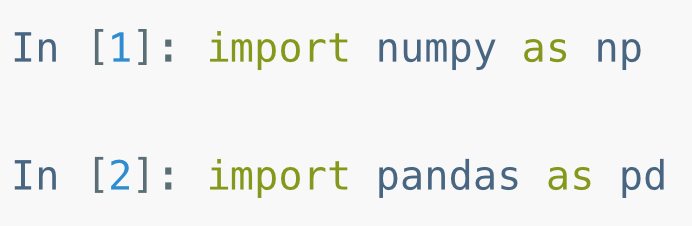 In [1]: import numpy as np
In [2]: import pandas as pd